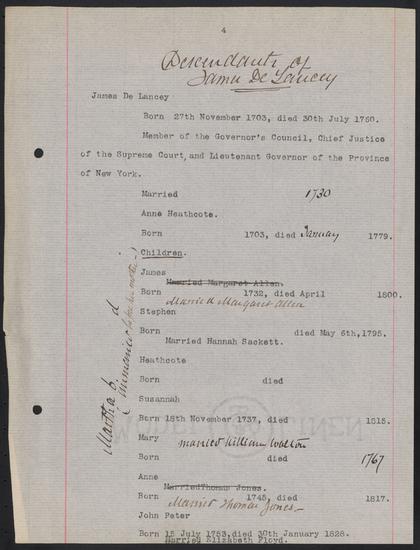 4
Descendants of
James De Lancey
James De Lancey
Born 27th November 1703, died 30th July 1760.
Member of the Governor's Council, Chief Justice
of the Supreme Court, and Lieutenant Governor of the Province
of New York.
Married 1730
Anne Heathcote.
Born 1703, died January 1779.
Children.
James
Married Margaret Allen.
Born 1732, died April 1800.
Married Margaret Allen
Stephen
Born died May 6th, 1795.
Married Hannah Sackett.
Heathcote
Born died
Susannah
Born 18th November 1737, died 1815.
Mary married William Walton
Born died 1767
Anne
Married Thomas Jones.
Born 1745, died 1817.
Married Thomas Jones.-
John Peter
Born 15 July 1753, died 30th January 1828.
Married Elizabeth Floyd.
Martha b. d